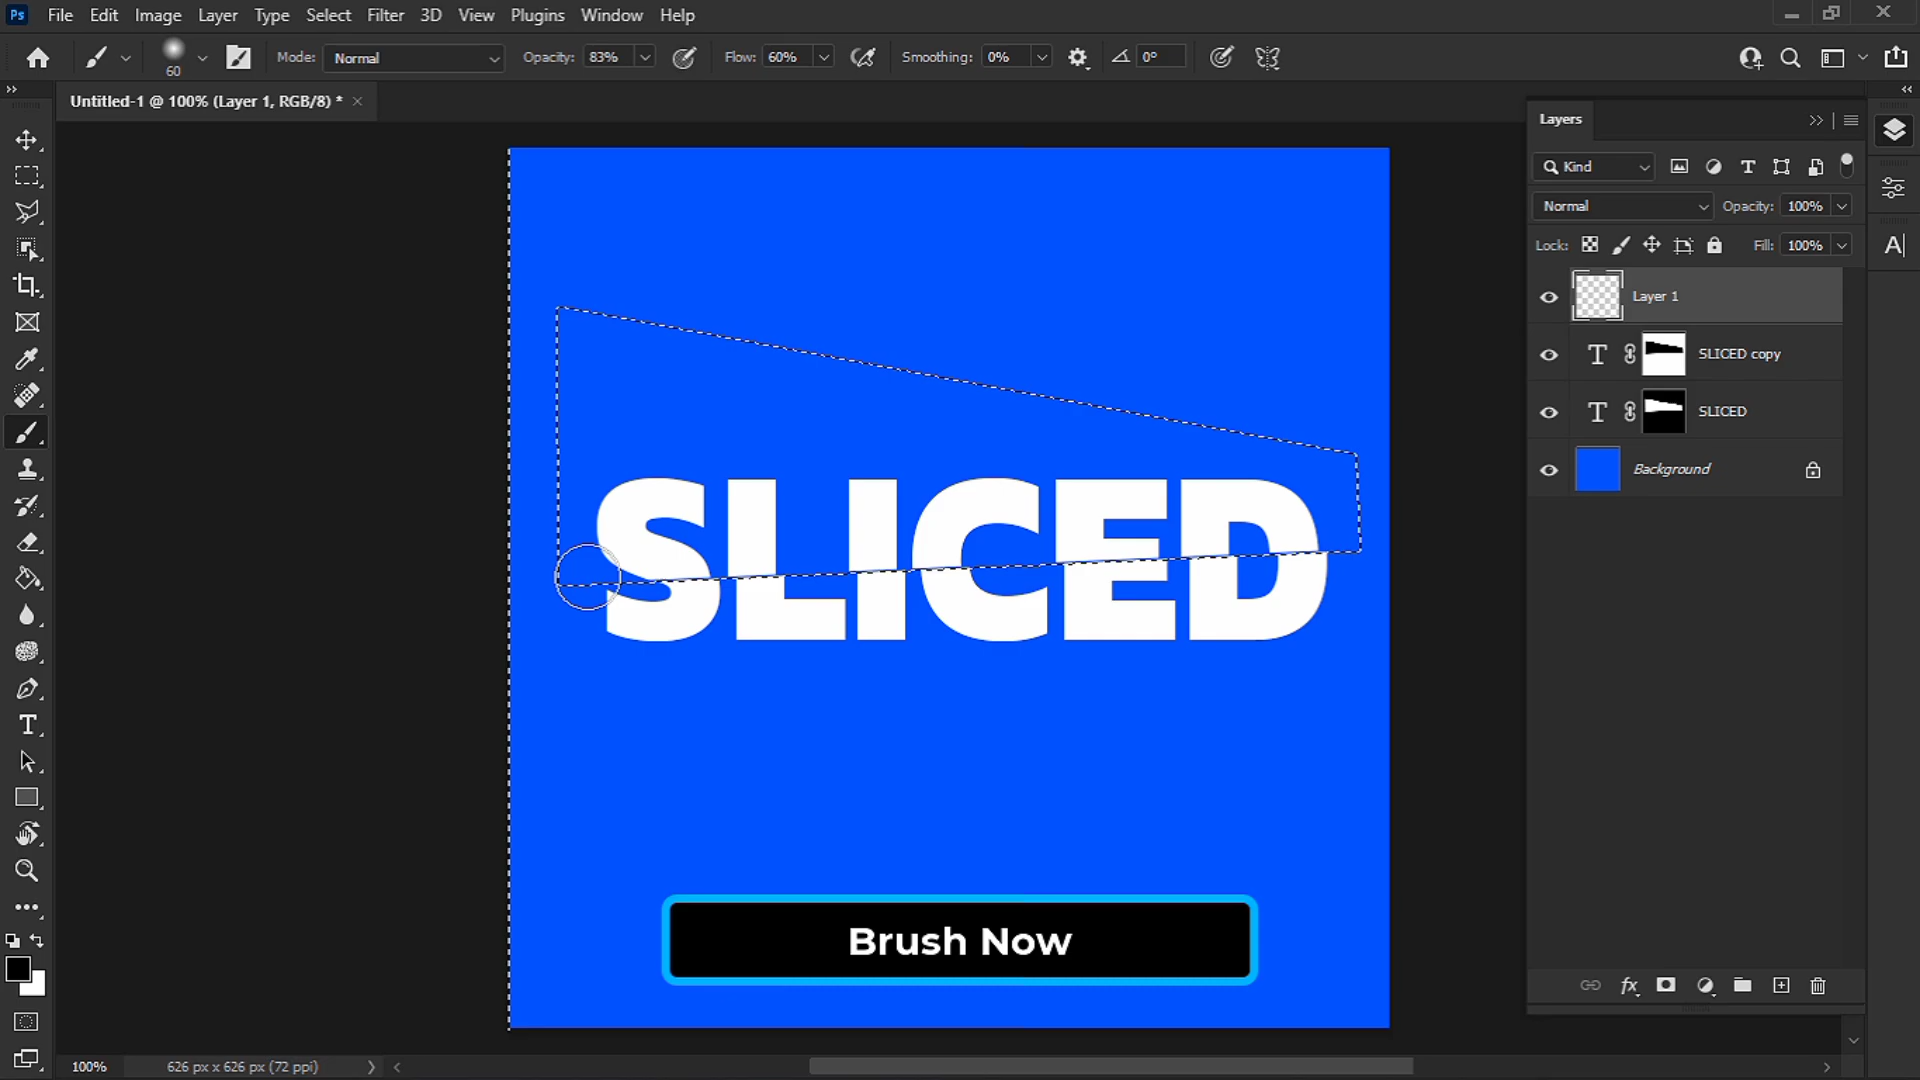 Ps File Edit Image Layer Type Select Filter 3D View Plugins Window Help
60 Mode: Normal Opacity: 83% Flow: 60% Smoothing: 0% 0°
Untitled-1 @ 100% (Layer 1, RGB/8) *
Layers
Kind
Normal Opacity: 100%
Lock: Fill: 100%
Layer 1
SLICED copy
SLICED
Background
SLICED
Brush Now
100% 626 px x 626 px (72 ppi)